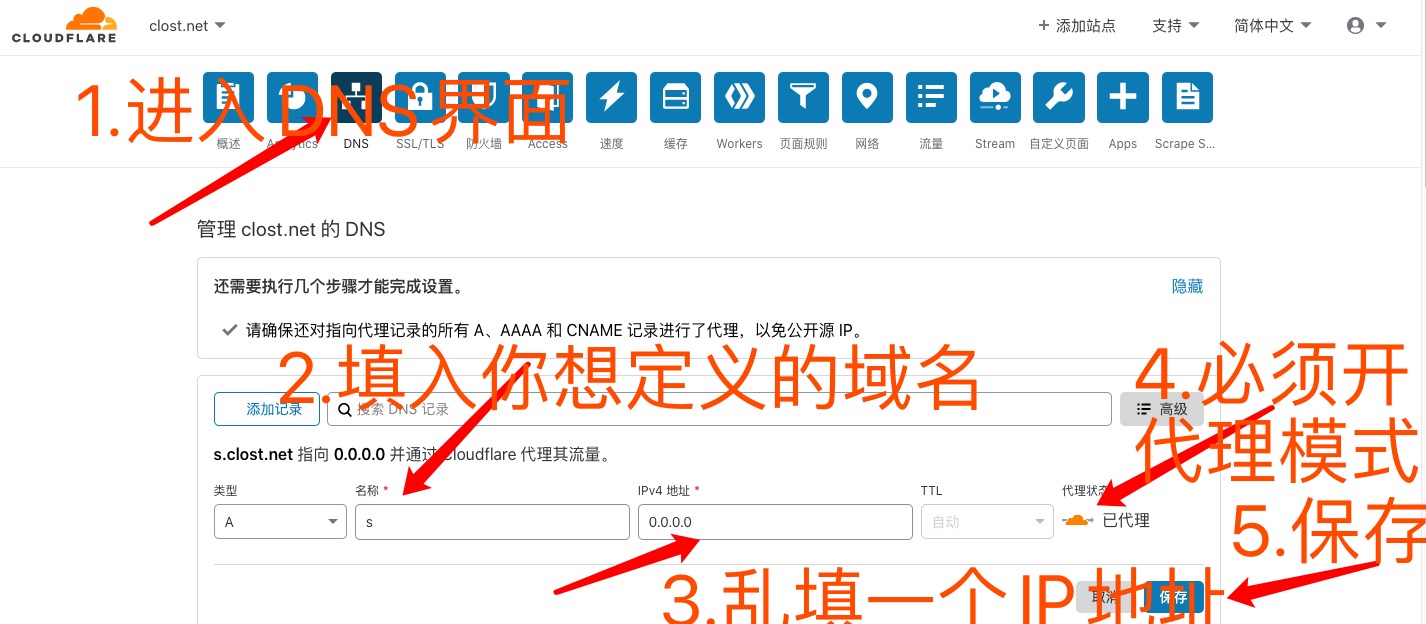 CLOUDFLARE
clost.net
添加站点
支持
简体中文
1.进入DNS界面
概述
Analytics
DNS
SSL/TLS
防火墙
Access
速度
缓存
Workers
页面规则
网络
流量
Stream
自定义页面
Apps
Scrape S...
管理 clost.net 的 DNS
还需要执行几个步骤才能完成设置。
隐藏
请确保还对指向代理记录的所有 A、AAAA 和 CNAME 记录进行了代理，以免公开源 IP。
2.填入你想定义的域名
4.必须开
代理模式
添加记录
搜索 DNS 记录
高级
s.clost.net 指向 0.0.0.0 并通过 Cloudflare 代理其流量。
类型
名称 *
IPv4 地址 *
TTL
代理状态
A
s
0.0.0.0
自动
已代理
5.保存
3.乱填一个IP地址
取消
保存